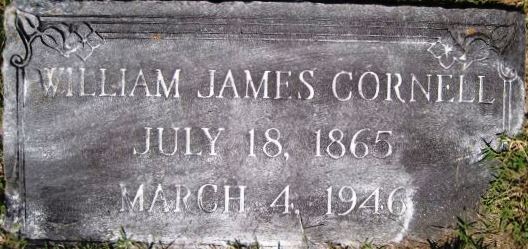 WILLIAM JAMES CORNELL
JULY 18, 1865
MARCH 4, 1946